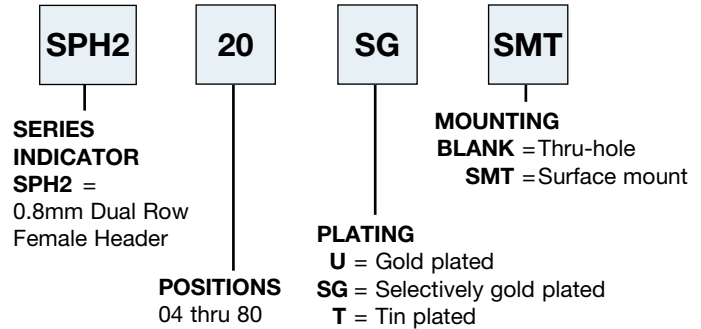 SPH2 20 SG SMT
SERIES
INDICATOR
SPH2 =
0.8mm Dual Row
Female Header
POSITIONS
04 thru 80
PLATING
U = Gold plated
SG = Selectively gold plated
T = Tin plated
MOUNTING
BLANK =Thru-hole
SMT =Surface mount